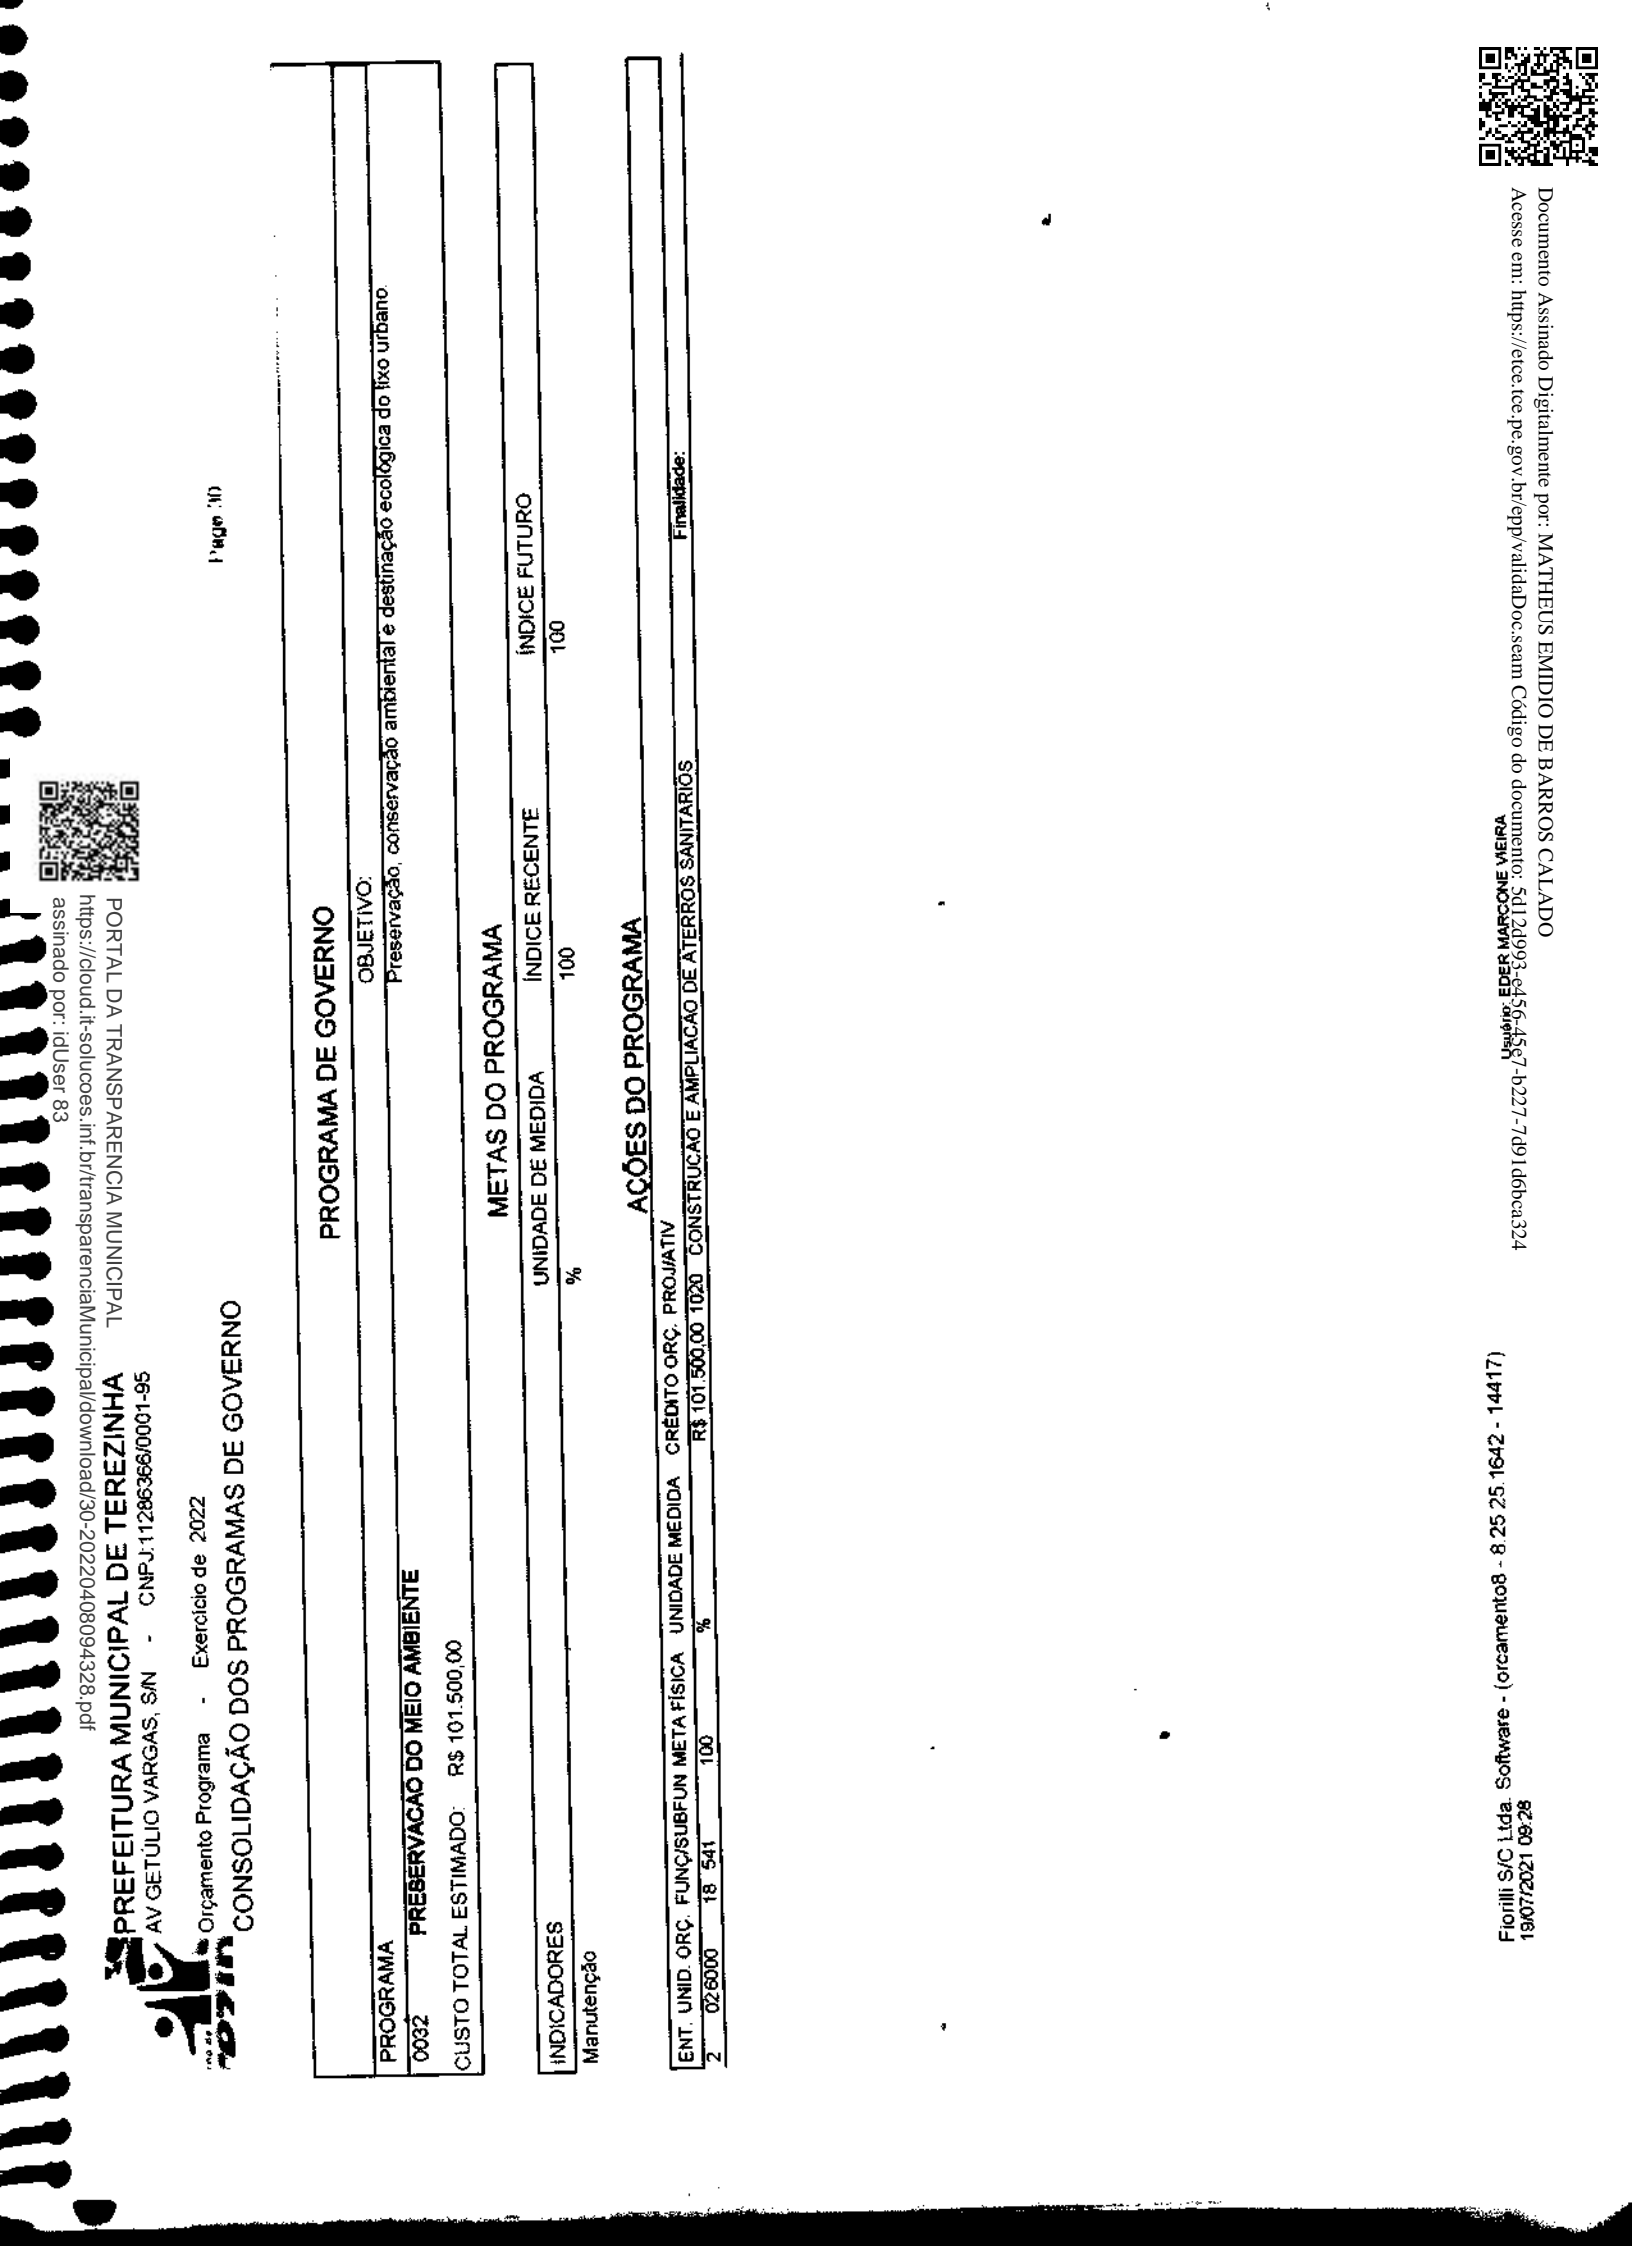 PREFEITURA MUNICIPAL DE TEREZINHA
AV GETÚLIO VARGAS, S/N - CNPJ:11286366/0001-95
Orçamento Programa - Exercício de 2022
CONSOLIDAÇÃO DOS PROGRAMAS DE GOVERNO
PROGRAMA DE GOVERNO
PROGRAMA OBJETIVO:
0032 PRESERVACAO DO MEIO AMBIENTE Preservação, conservação ambiental e destinação ecológica do lixo urbano.
CUSTO TOTAL ESTIMADO: R$ 101.500,00
METAS DO PROGRAMA
INDICADORES UNIDADE DE MEDIDA ÍNDICE RECENTE ÍNDICE FUTURO
Manutenção % 100 100
AÇÕES DO PROGRAMA
ENT. UNID. ORÇ. FUNÇ/SUBFUN META FÍSICA UNIDADE MEDIDA CRÉDITO ORÇ. PROJ/ATIV Finalidade:
2 026000 18 541 100 % R$ 101.500,00 1020 CONSTRUCAO E AMPLIACAO DE ATERROS SANITARIOS
Fiorilli S/C Ltda. Software - (orcamento8 - 8.25 25.1642 - 14417) Usuário: EDER MARCONE VIEIRA
19/07/2021 09:28
PORTAL DA TRANSPARENCIA MUNICIPAL
https://cloud.it-solucoes.inf.br/transparenciaMunicipal/download/30-20220408094328.pdf
assinado por: idUser 83
Documento Assinado Digitalmente por: MATHEUS EMIDIO DE BARROS CALADO
Acesse em: https://etce.tce.pe.gov.br/epp/validaDoc.seam Código do documento: 5d12d993-e456-45e7-b227-7d91d6bca324